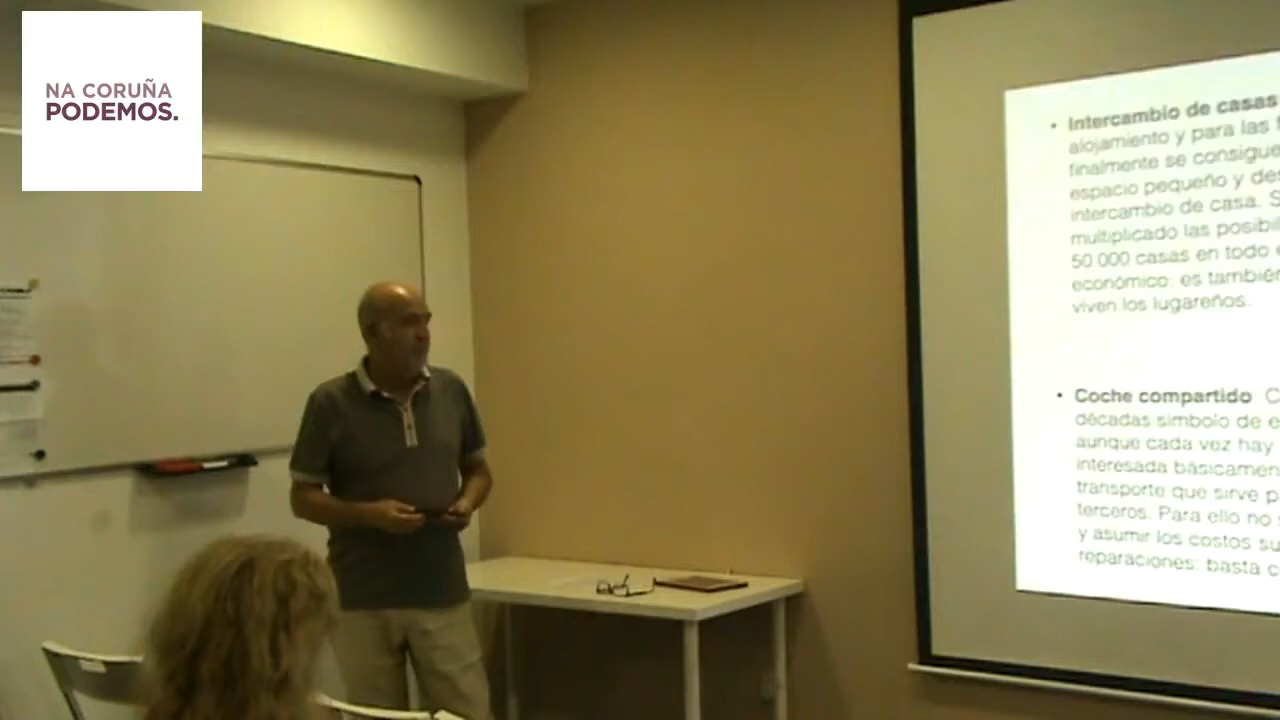 NA CORUÑA
PODEMOS.
• Intercambio de casas
alojamiento y para las
finalmente se consigue
espacio pequeño y des
intercambio de casa. S
multiplicado las posibil
50 000 casas en todo e
económico: es también
viven los lugareños.
• Coche compartido C
décadas símbolo de e
aunque cada vez hay
interesada básicamen
transporte que sirve p
terceros. Para ello no
y asumir los costos su
reparaciones: basta c